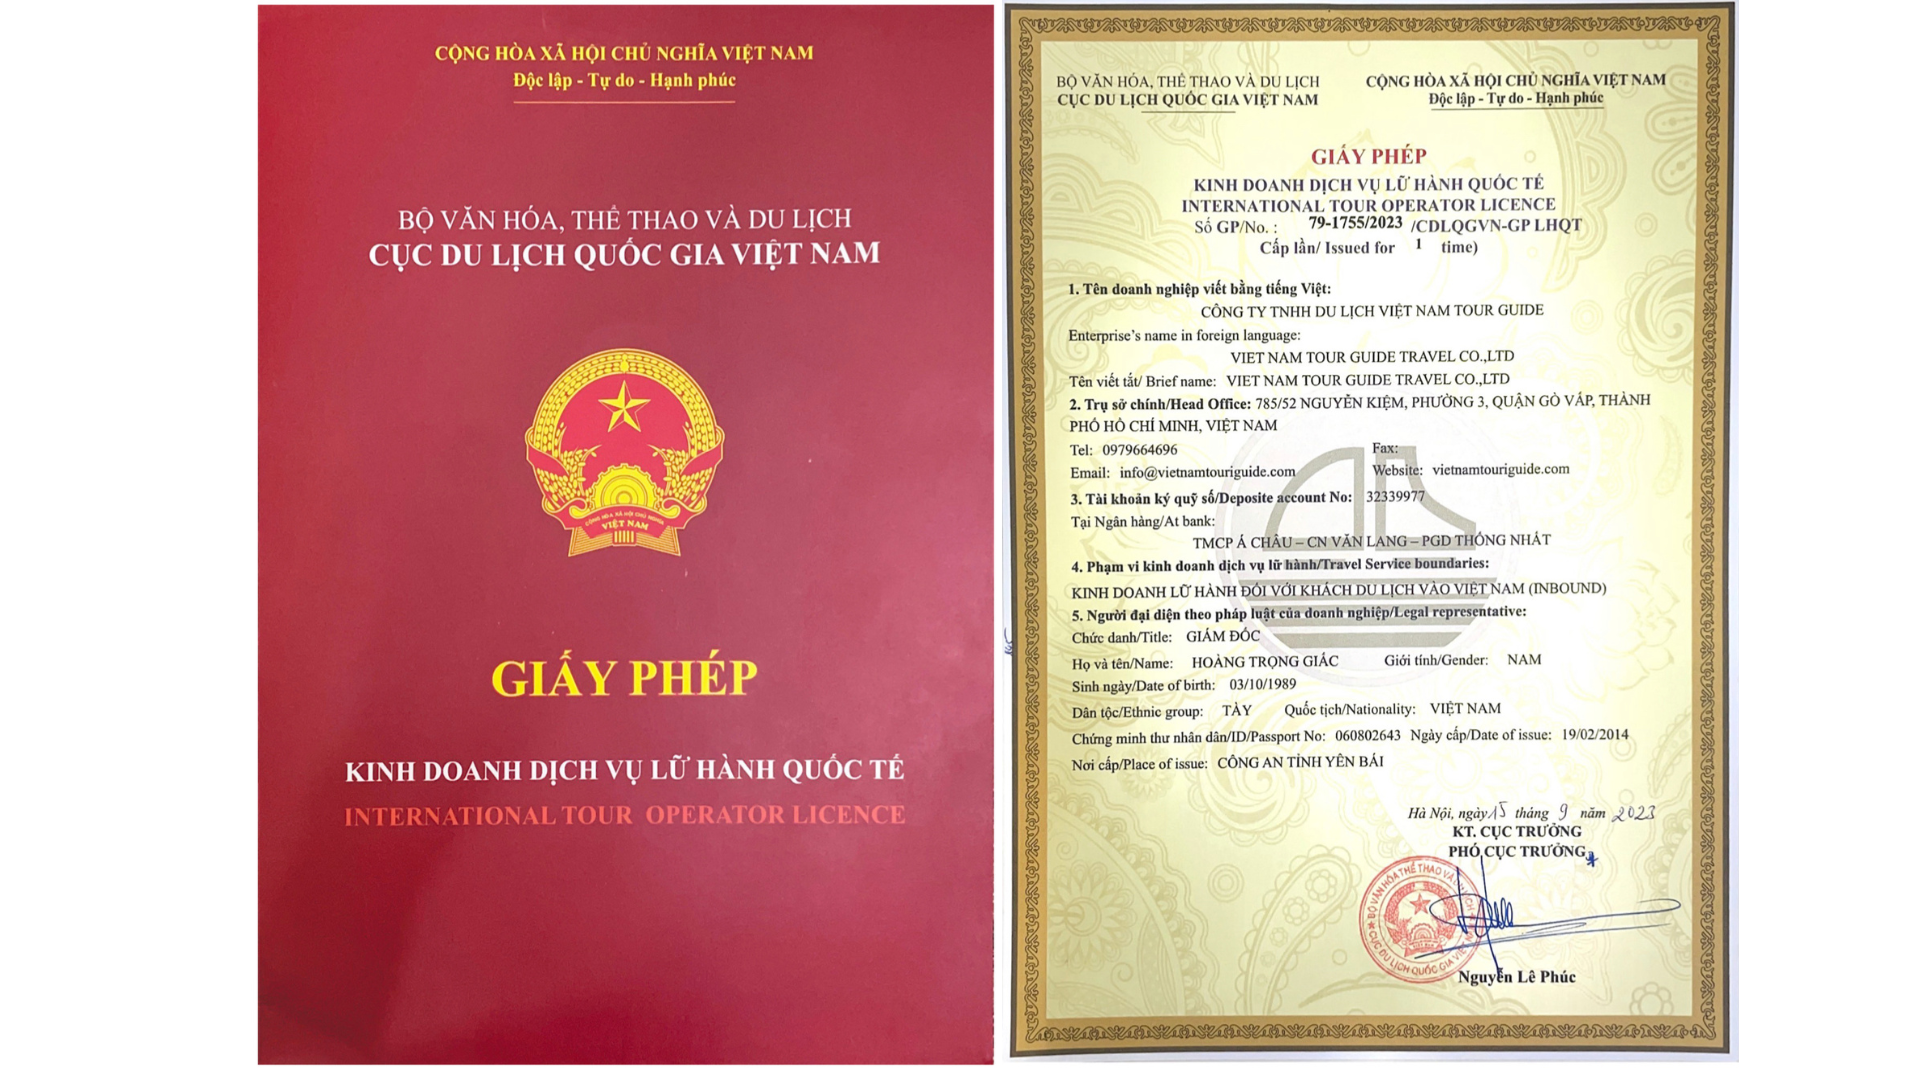 CỘNG HÒA XÃ HỘI CHỦ NGHĨA VIỆT NAM
Độc lập - Tự do - Hạnh phúc
BỘ VĂN HÓA, THỂ THAO VÀ DU LỊCH
CỤC DU LỊCH QUỐC GIA VIỆT NAM
CỘNG HÒA XÃ HỘI CHỦ NGHĨA
VIỆT NAM
GIẤY PHÉP
KINH DOANH DỊCH VỤ LỮ HÀNH QUỐC TẾ
INTERNATIONAL TOUR OPERATOR LICENCE
BỘ VĂN HÓA, THỂ THAO VÀ DU LỊCH
CỤC DU LỊCH QUỐC GIA VIỆT NAM
CỘNG HÒA XÃ HỘI CHỦ NGHĨA VIỆT NAM
Độc lập - Tự do - Hạnh phúc
GIẤY PHÉP
KINH DOANH DỊCH VỤ LỮ HÀNH QUỐC TẾ
INTERNATIONAL TOUR OPERATOR LICENCE
Số GP/No. : 79-1755/2023 /CDLQGVN-GP LHQT
Cấp lần/ Issued for 1 time)
1. Tên doanh nghiệp viết bằng tiếng Việt:
CÔNG TY TNHH DU LỊCH VIỆT NAM TOUR GUIDE
Enterprise's name in foreign language:
VIET NAM TOUR GUIDE TRAVEL CO.,LTD
Tên viết tắt/ Brief name: VIET NAM TOUR GUIDE TRAVEL CO.,LTD
2. Trụ sở chính/Head Office: 785/52 NGUYỄN KIỆM, PHƯỜNG 3, QUẬN GÒ VẤP, THÀNH
PHỐ HỒ CHÍ MINH, VIỆT NAM
Tel: 0979664696 Fax:
Email: info@vietnamtouriguide.com Website: vietnamtouriguide.com
3. Tài khoản ký quỹ số/Deposite account No: 32339977
Tại Ngân hàng/At bank:
TMCP Á CHÂU – CN VĂN LANG – PGD THỐNG NHẤT
4. Phạm vi kinh doanh dịch vụ lữ hành/Travel Service boundaries:
KINH DOANH LỮ HÀNH ĐỐI VỚI KHÁCH DU LỊCH VÀO VIỆT NAM (INBOUND)
5. Người đại diện theo pháp luật của doanh nghiệp/Legal representative:
Chức danh/Title: GIÁM ĐỐC
Họ và tên/Name: HOÀNG TRỌNG GIÁC Giới tính/Gender: NAM
Sinh ngày/Date of birth: 03/10/1989
Dân tộc/Ethnic group: TÀY Quốc tịch/Nationality: VIỆT NAM
Chứng minh thư nhân dân/ID/Passport No: 060802643 Ngày cấp/Date of issue: 19/02/2014
Nơi cấp/Place of issue: CÔNG AN TỈNH YÊN BÁI
Hà Nội, ngày 15 tháng 9 năm 2023
KT. CỤC TRƯỞNG
PHÓ CỤC TRƯỞNG
BỘ VĂN HÓA THỂ THAO VÀ DU LỊCH
CỤC DU LỊCH QUỐC GIA VIỆT NAM
Nguyễn Lê Phúc